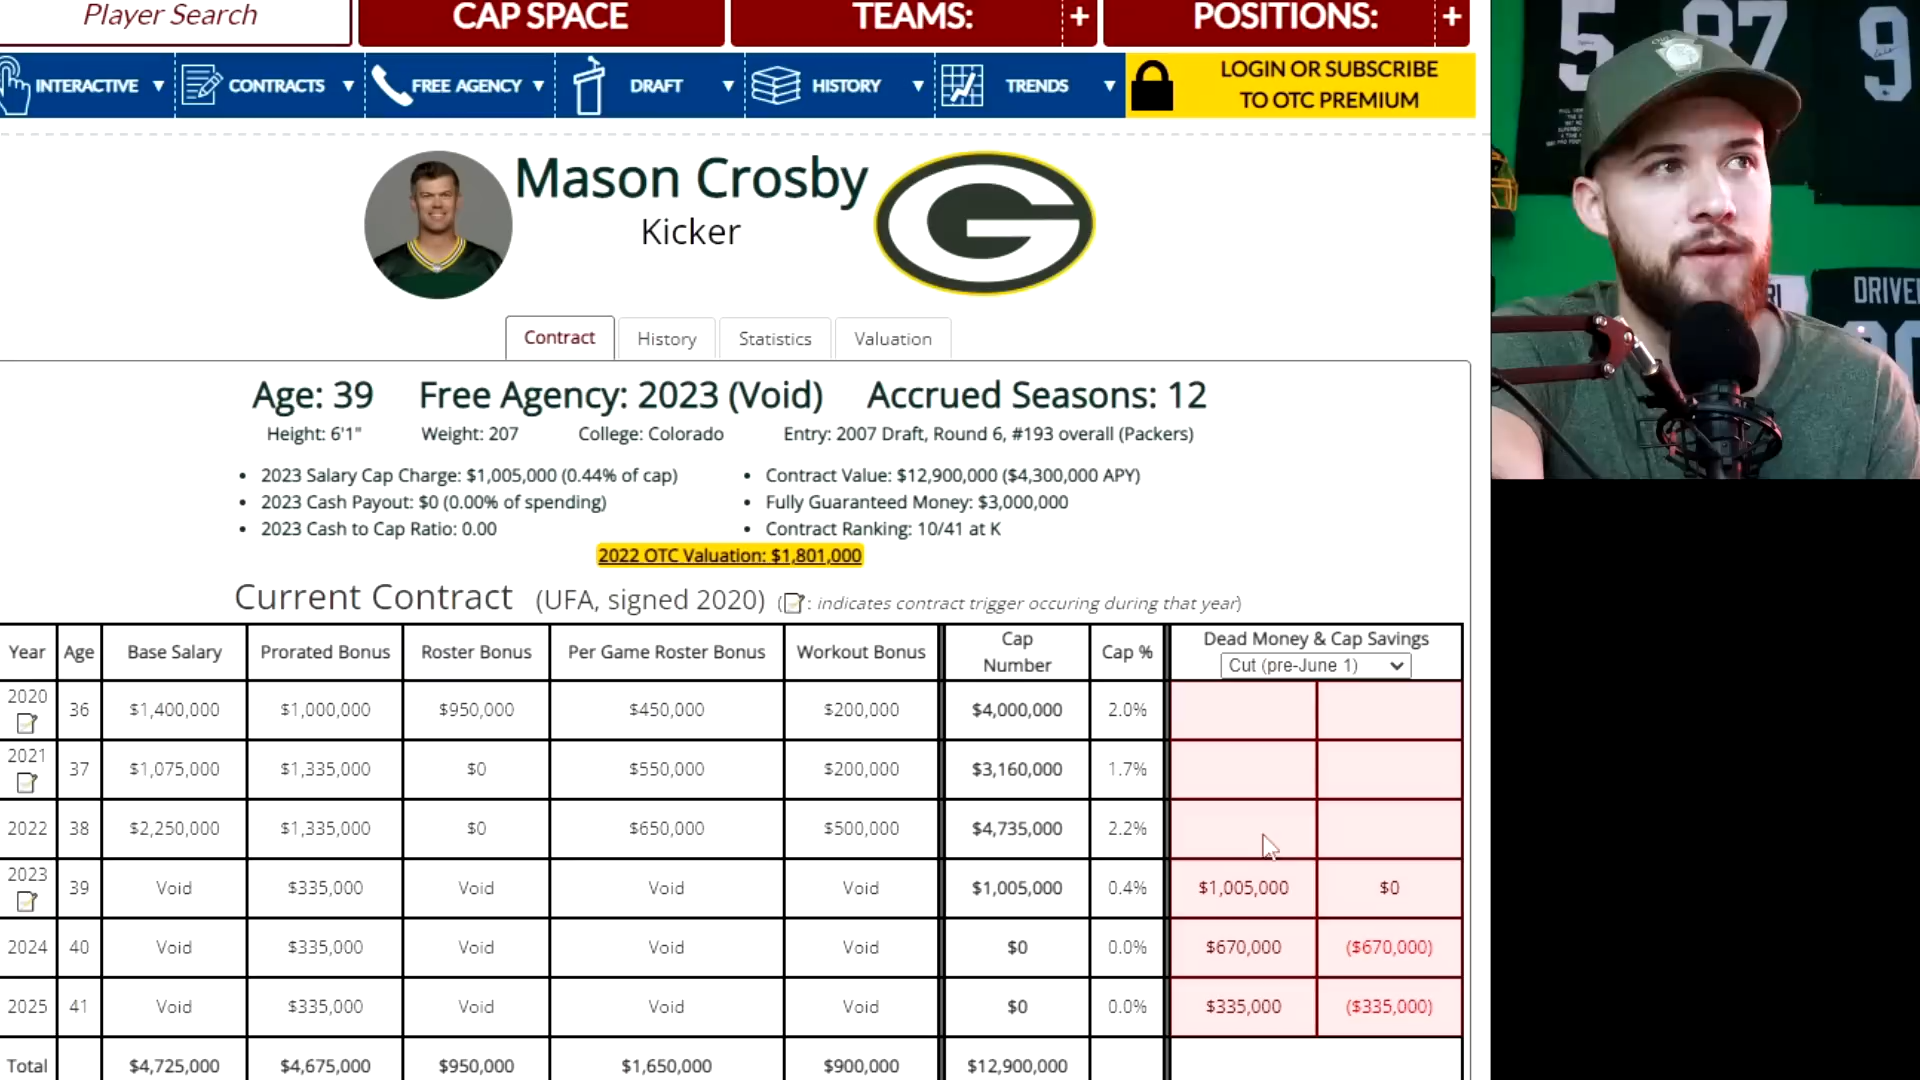 Player Search
CAP SPACE
TEAMS: +
POSITIONS: +
INTERACTIVE ▼
CONTRACTS ▼
FREE AGENCY ▼
DRAFT ▼
HISTORY ▼
TRENDS ▼
LOGIN OR SUBSCRIBE
TO OTC PREMIUM
Mason Crosby
Kicker
G
Contract History Statistics Valuation
Age: 39 Free Agency: 2023 (Void) Accrued Seasons: 12
Height: 6'1" Weight: 207 College: Colorado Entry: 2007 Draft, Round 6, #193 overall (Packers)
• 2023 Salary Cap Charge: $1,005,000 (0.44% of cap)
• 2023 Cash Payout: $0 (0.00% of spending)
• 2023 Cash to Cap Ratio: 0.00
• Contract Value: $12,900,000 ($4,300,000 APY)
• Fully Guaranteed Money: $3,000,000
• Contract Ranking: 10/41 at K
2022 OTC Valuation: $1,801,000
Current Contract (UFA, signed 2020) ( : indicates contract trigger occuring during that year)
Year Age Base Salary Prorated Bonus Roster Bonus Per Game Roster Bonus Workout Bonus Cap Number Cap % Dead Money & Cap Savings
Cut (pre-June 1)
2020 36 $1,400,000 $1,000,000 $950,000 $450,000 $200,000 $4,000,000 2.0%
2021 37 $1,075,000 $1,335,000 $0 $550,000 $200,000 $3,160,000 1.7%
2022 38 $2,250,000 $1,335,000 $0 $650,000 $500,000 $4,735,000 2.2%
2023 39 Void $335,000 Void Void Void $1,005,000 0.4% $1,005,000 $0
2024 40 Void $335,000 Void Void Void $0 0.0% $670,000 ($670,000)
2025 41 Void $335,000 Void Void Void $0 0.0% $335,000 ($335,000)
Total $4,725,000 $4,675,000 $950,000 $1,650,000 $900,000 $12,900,000
5
87
9
DRIVE